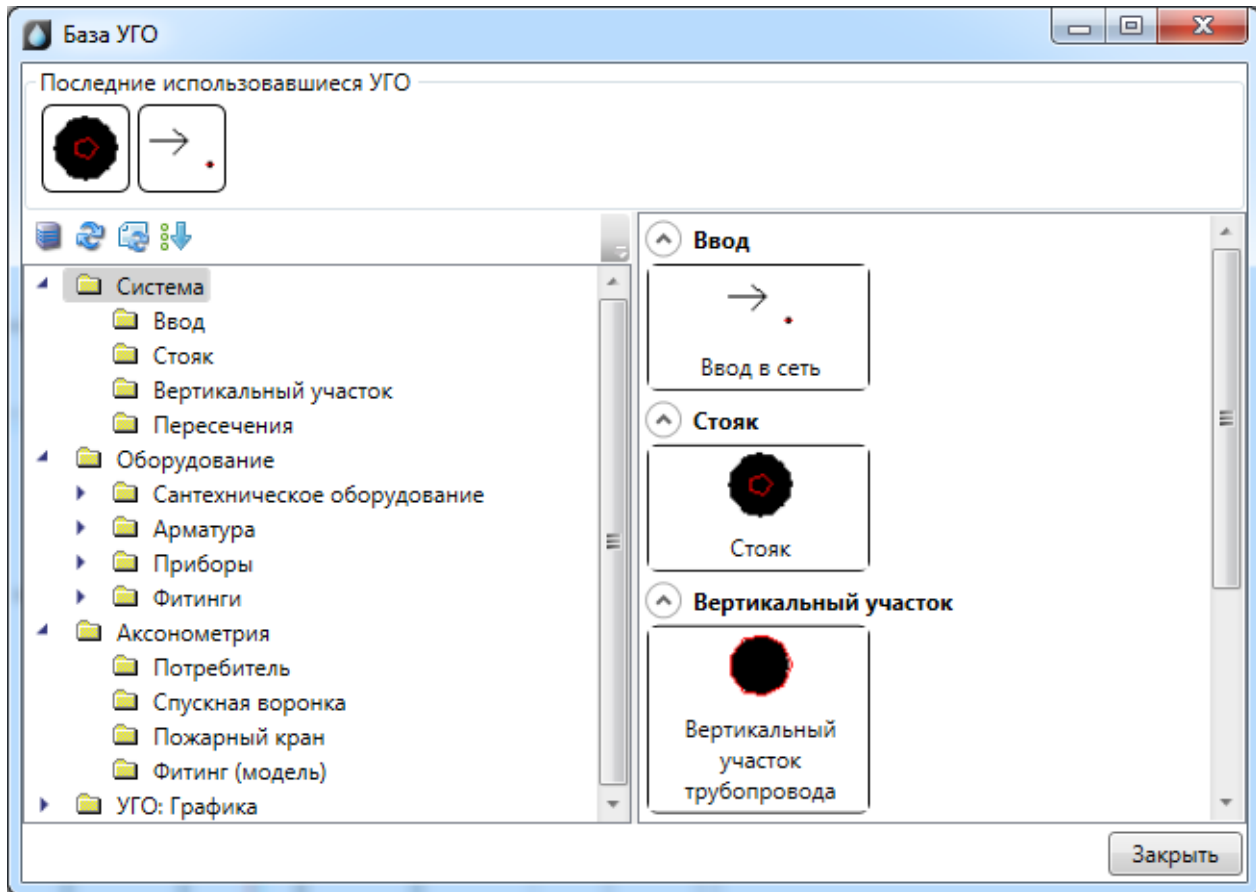 База УГО
Последние использовавшиеся УГО
Система
Ввод
Стояк
Вертикальный участок
Пересечения
Оборудование
Сантехническое оборудование
Арматура
Приборы
Фитинги
Аксонометрия
Потребитель
Спускная воронка
Пожарный кран
Фитинг (модель)
УГО: Графика
Ввод
Ввод в сеть
Стояк
Стояк
Вертикальный участок
Вертикальный
участок
трубопровода
Закрыть